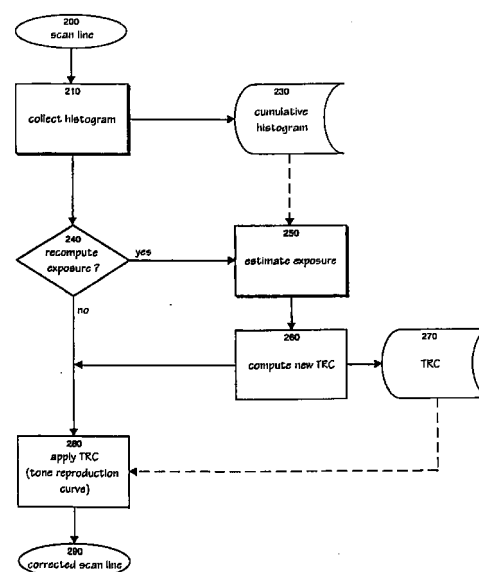 200
scan line
210
collect histogram
230
cumulative
histogram
240
recompute
exposure ?
yes
no
250
estimate exposure
260
compute new TRC
270
TRC
280
apply TRC
(tone reproduction
curve)
290
corrected scan line